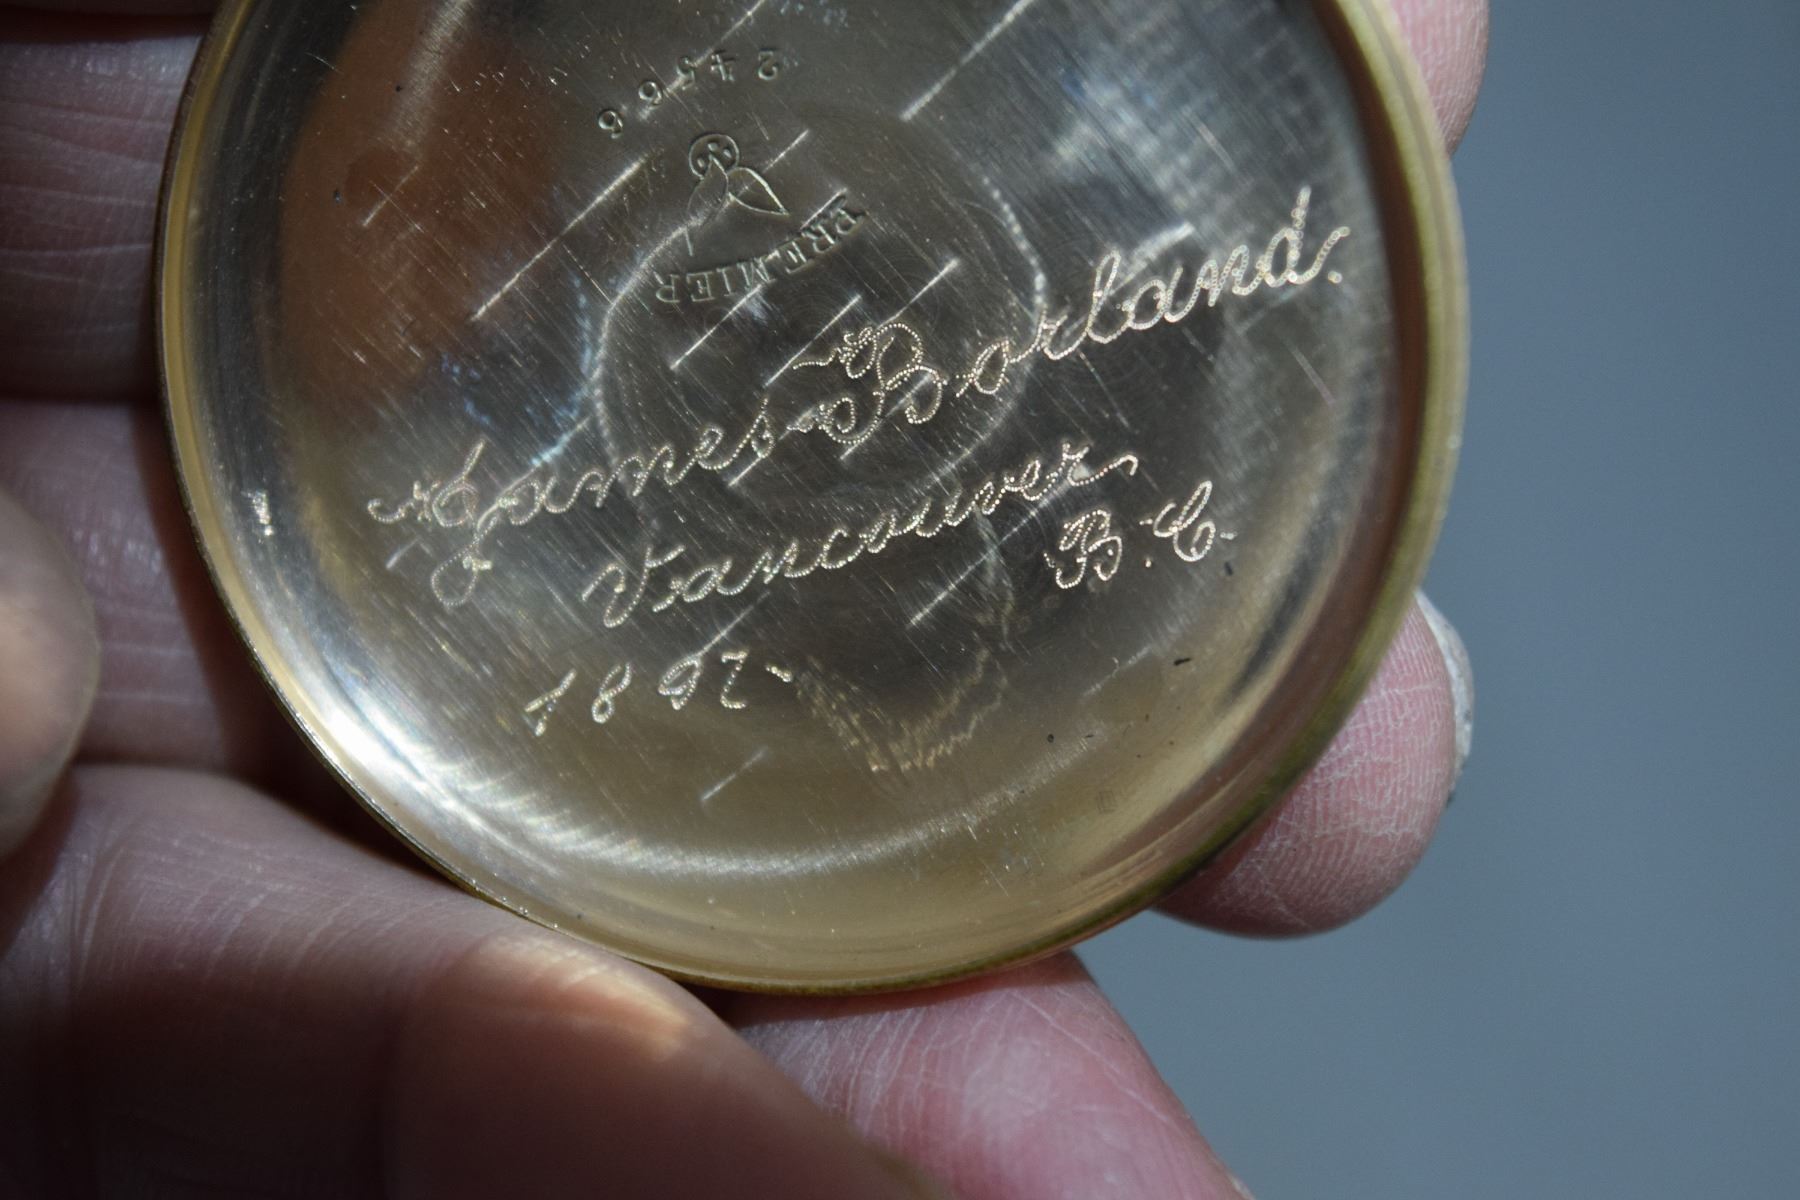 James Borland.
Vancouver,
B.C.
1897.
PREMIER
24566